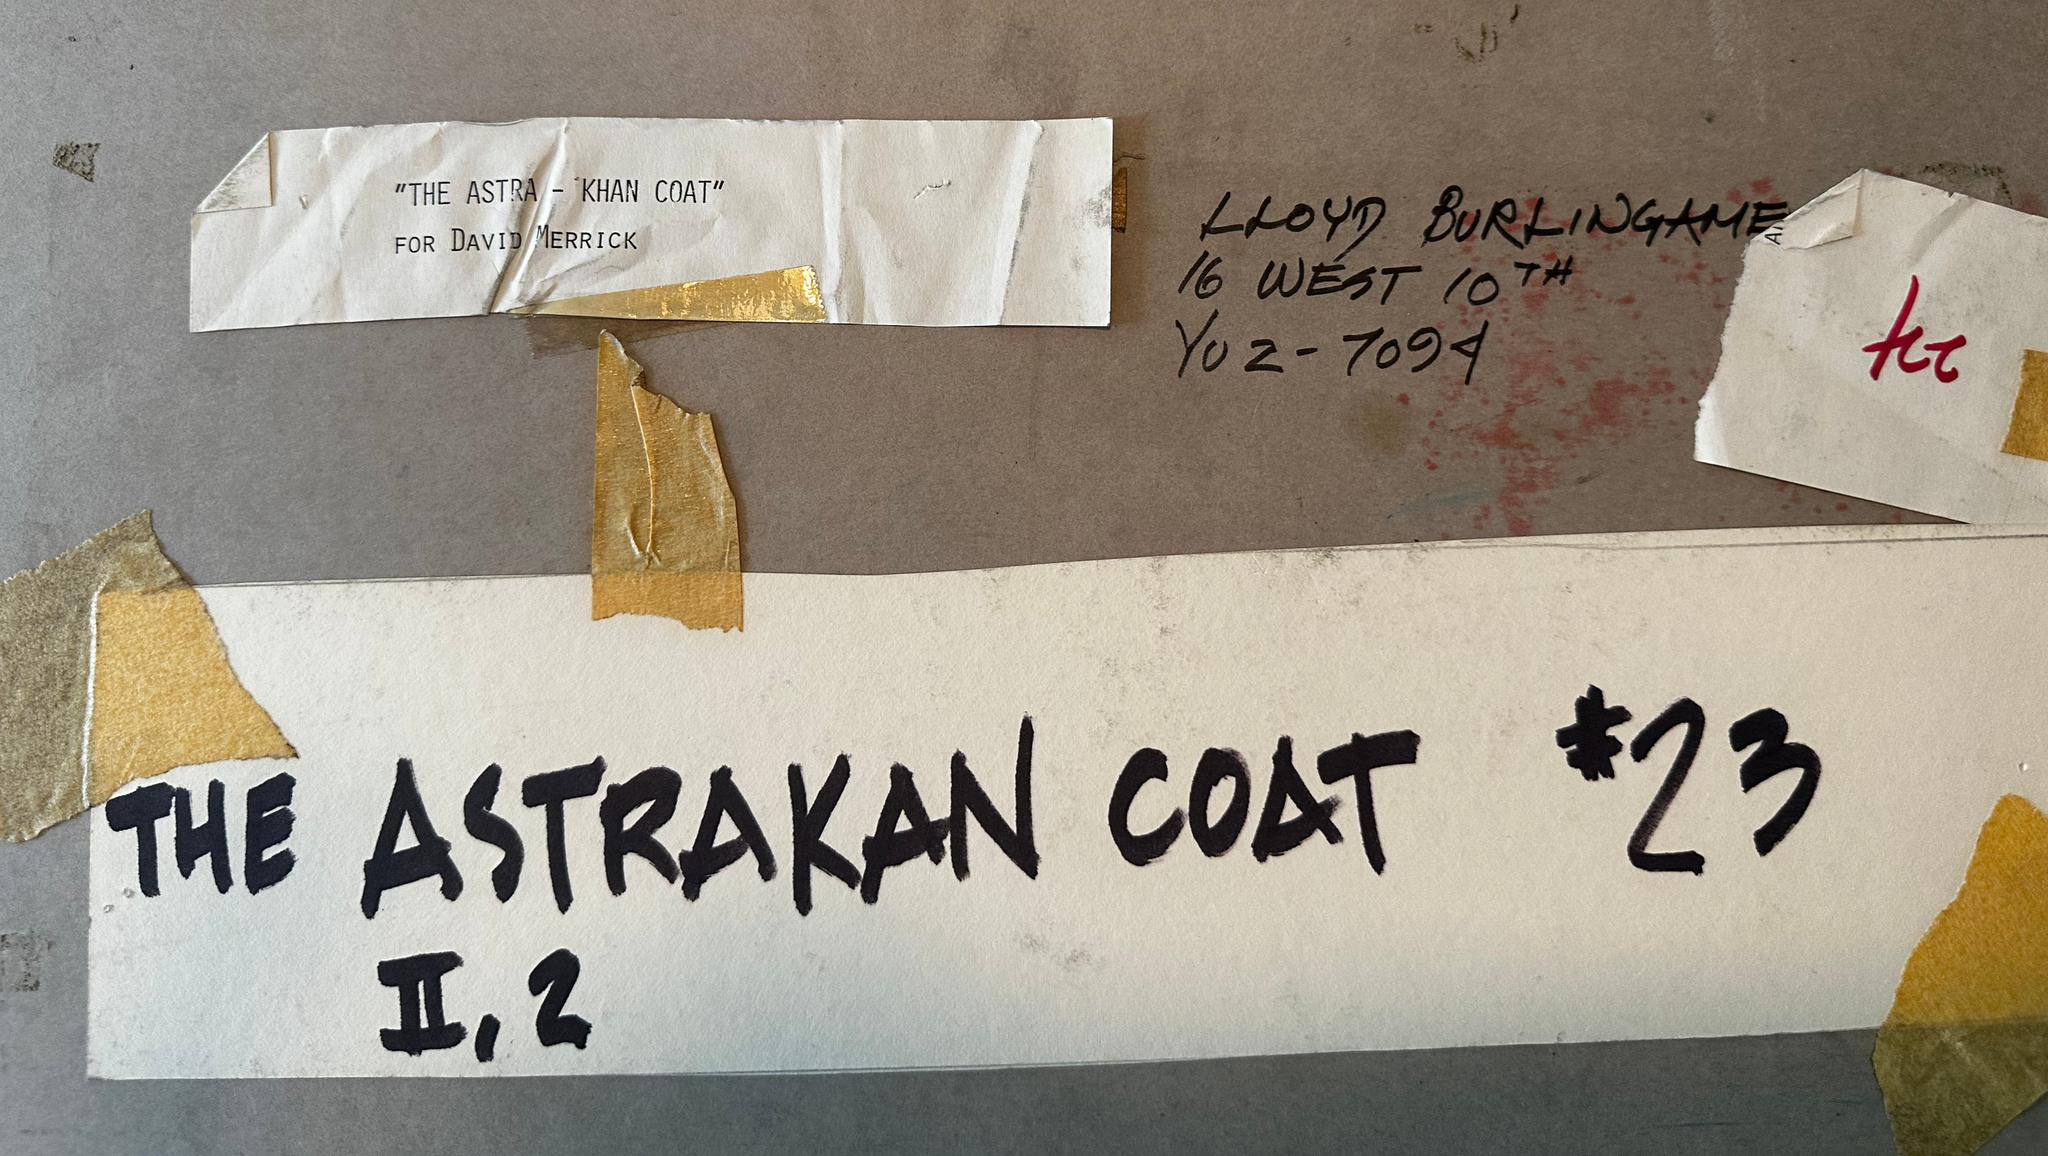 "THE ASTRA - KHAN COAT"
FOR DAVID MERRICK
LLOYD BURLINGAME
16 WEST 10TH
YU 2-7094
THE ASTRAKAN COAT #23
II, 2